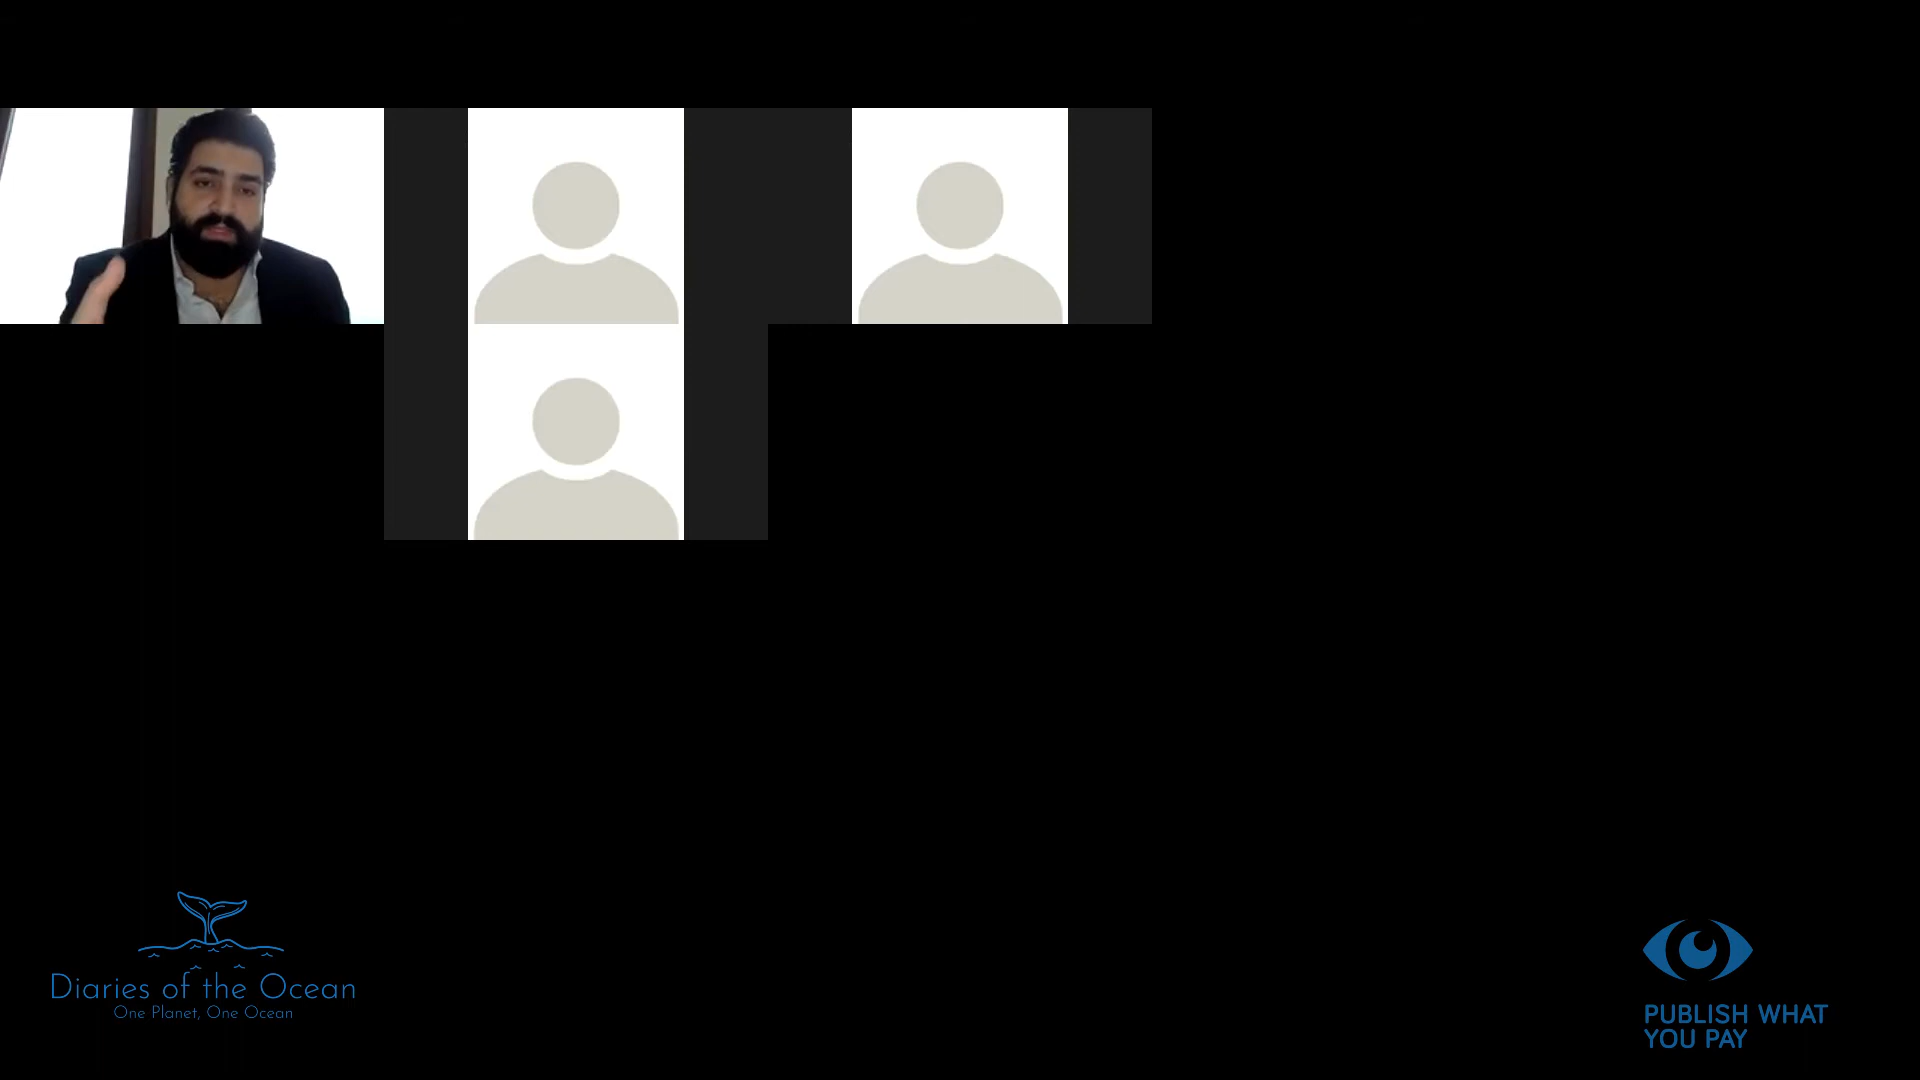 Diaries of the Ocean
One Planet, One Ocean
PUBLISH WHAT
YOU PAY